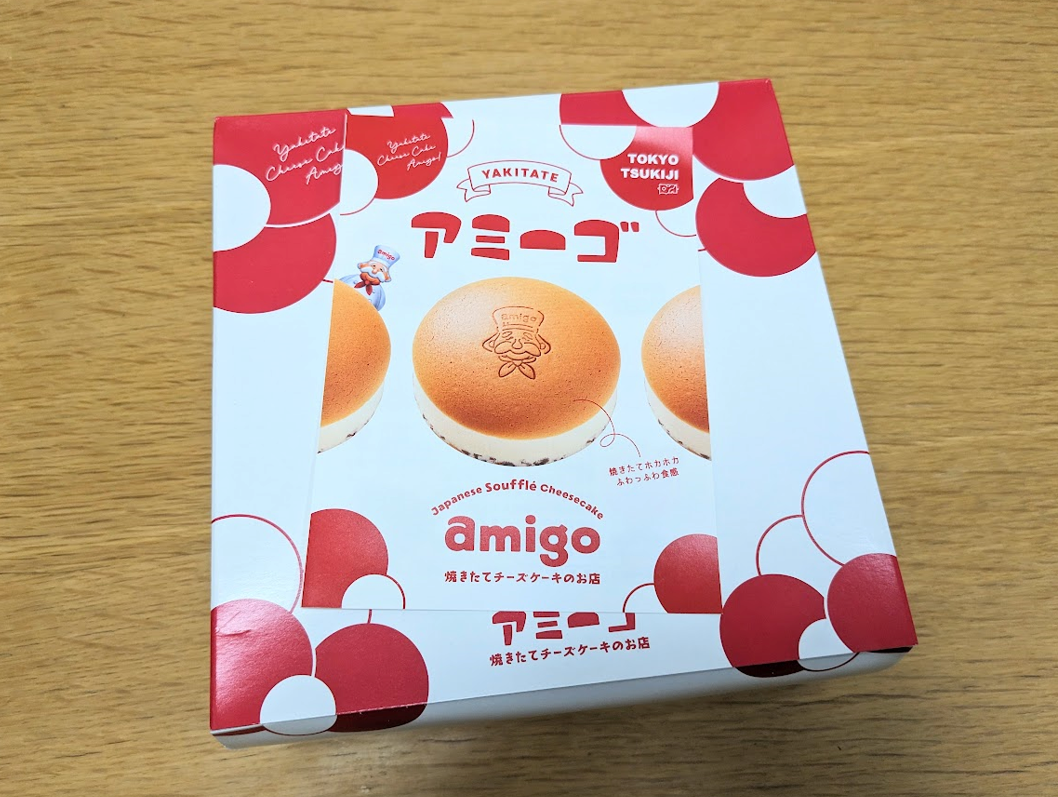 Yakitate
Cheese Cak
Amig
Yakitate
Cheese Cake
Amigo!
YAKITATE
TOKYO
TSUKIJI
アミーゴ
amigo
amigo
焼きたてホカホカ
ふわっふわ食感
Japanese Soufflé Cheesecake
amigo
焼きたてチーズケーキのお店
アミーゴ
焼きたてチーズケーキのお店